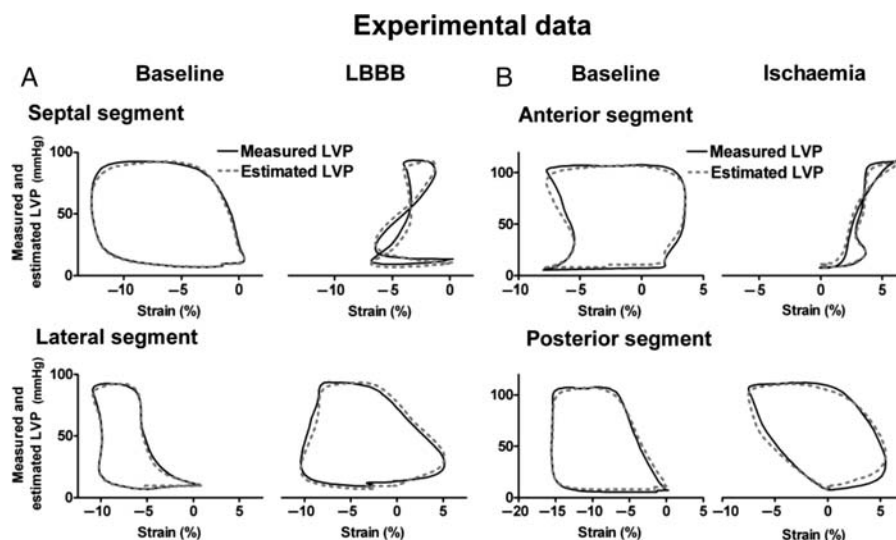 Experimental data
A
Baseline
LBBB
B
Baseline
Ischaemia
Septal segment
Anterior segment
Measured and
estimated LVP (mmHg)
100
50
0
Measured LVP
Estimated LVP
−10 −5 0
Strain (%)
−10 −5 0
Strain (%)
100
50
0
Measured LVP
Estimated LVP
−10 −5 0 5
Strain (%)
−5 0 5
Strain (%)
Lateral segment
Posterior segment
Measured and
estimated LVP (mmHg)
100
50
0
−10 −5 0 5
Strain (%)
−10 −5 0 5
Strain (%)
100
50
0
−20 −15 −10 −5 0 5
Strain (%)
−10 −5 0 5
Strain (%)